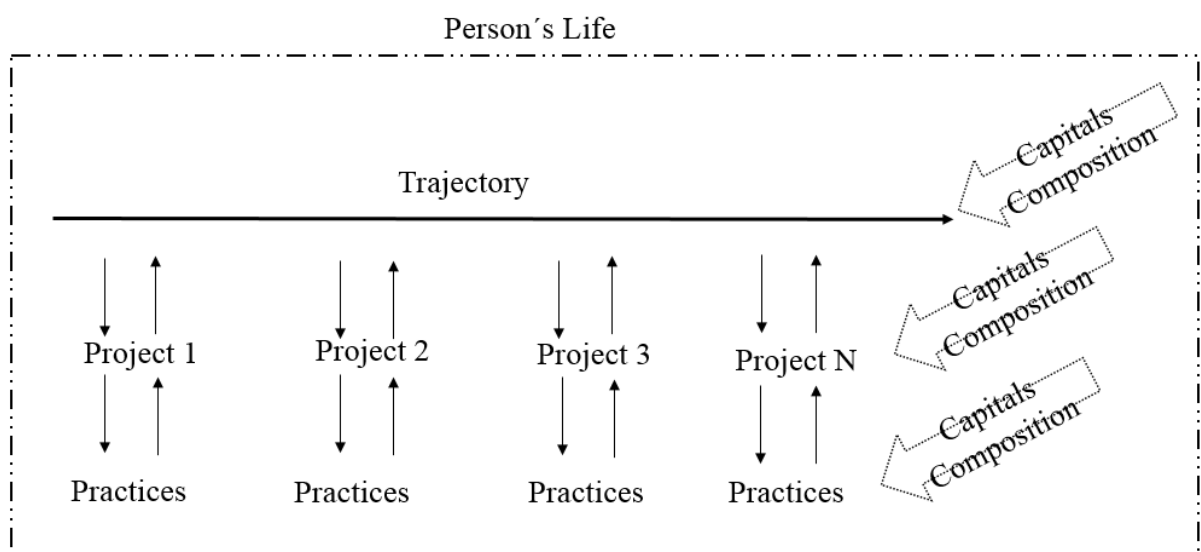 Person´s Life
Capitals
Composition
Trajectory
Capitals
Composition
Project 1
Project 2
Project 3
Project N
Capitals
Composition
Practices
Practices
Practices
Practices